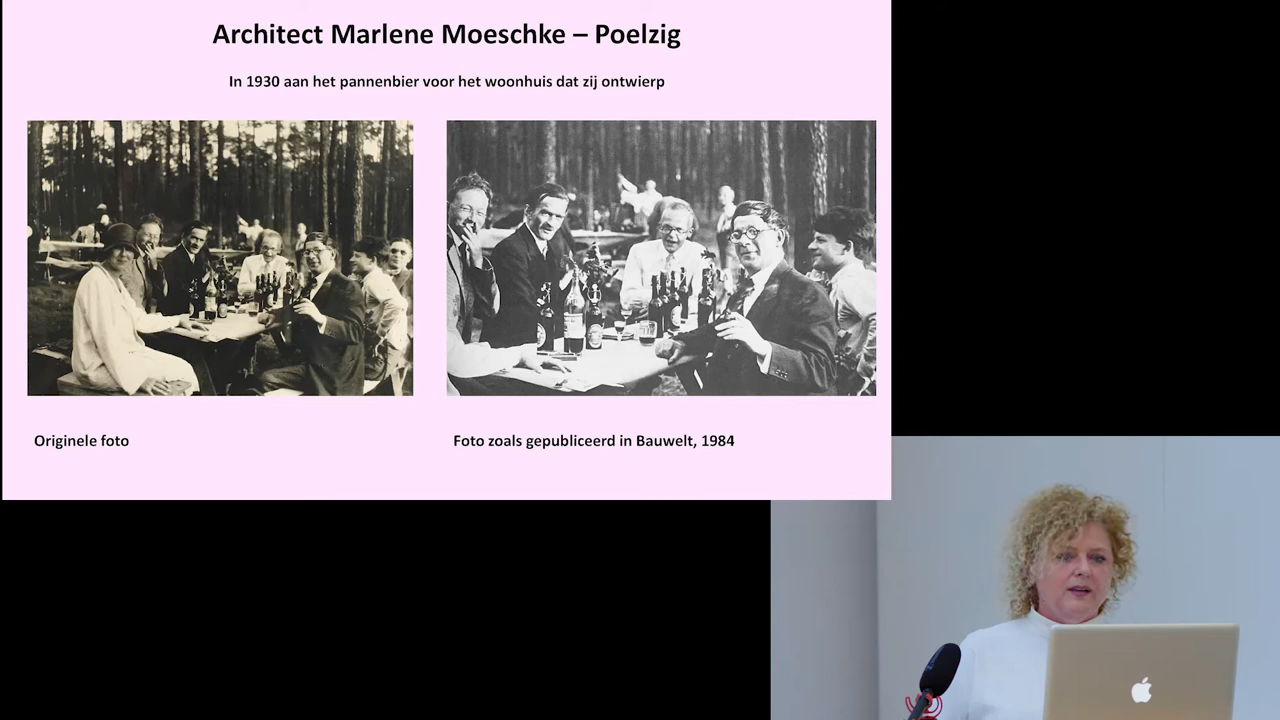 Architect Marlene Moeschke – Poelzig
In 1930 aan het pannenbier voor het woonhuis dat zij ontwierp
Originele foto
Foto zoals gepubliceerd in Bauwelt, 1984